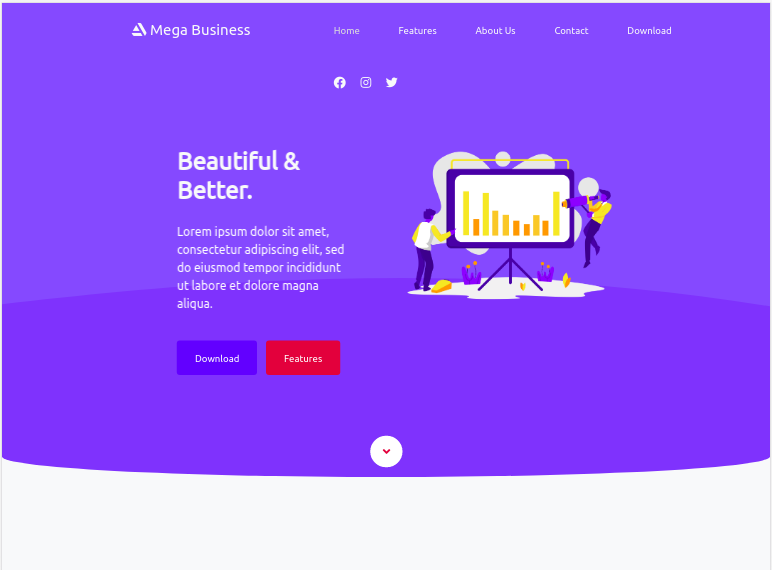 Mega Business
Home Features About Us Contact Download
Beautiful &
Better.
Lorem ipsum dolor sit amet,
consectetur adipiscing elit, sed
do eiusmod tempor incididunt
ut labore et dolore magna
aliqua.
Download Features